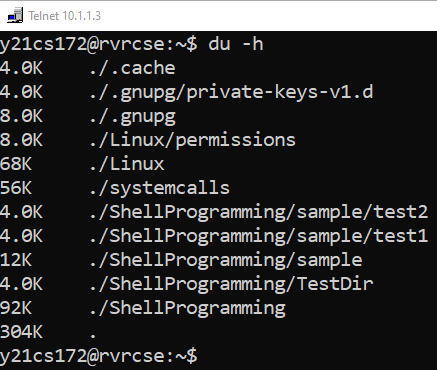 Telnet 10.1.1.3
y21cs172@rvrcse:~$ du -h
4.0K    ./.cache
4.0K    ./.gnupg/private-keys-v1.d
8.0K    ./.gnupg
8.0K    ./Linux/permissions
68K     ./Linux
56K     ./systemcalls
4.0K    ./ShellProgramming/sample/test2
4.0K    ./ShellProgramming/sample/test1
12K     ./ShellProgramming/sample
4.0K    ./ShellProgramming/TestDir
92K     ./ShellProgramming
304K    .
y21cs172@rvrcse:~$